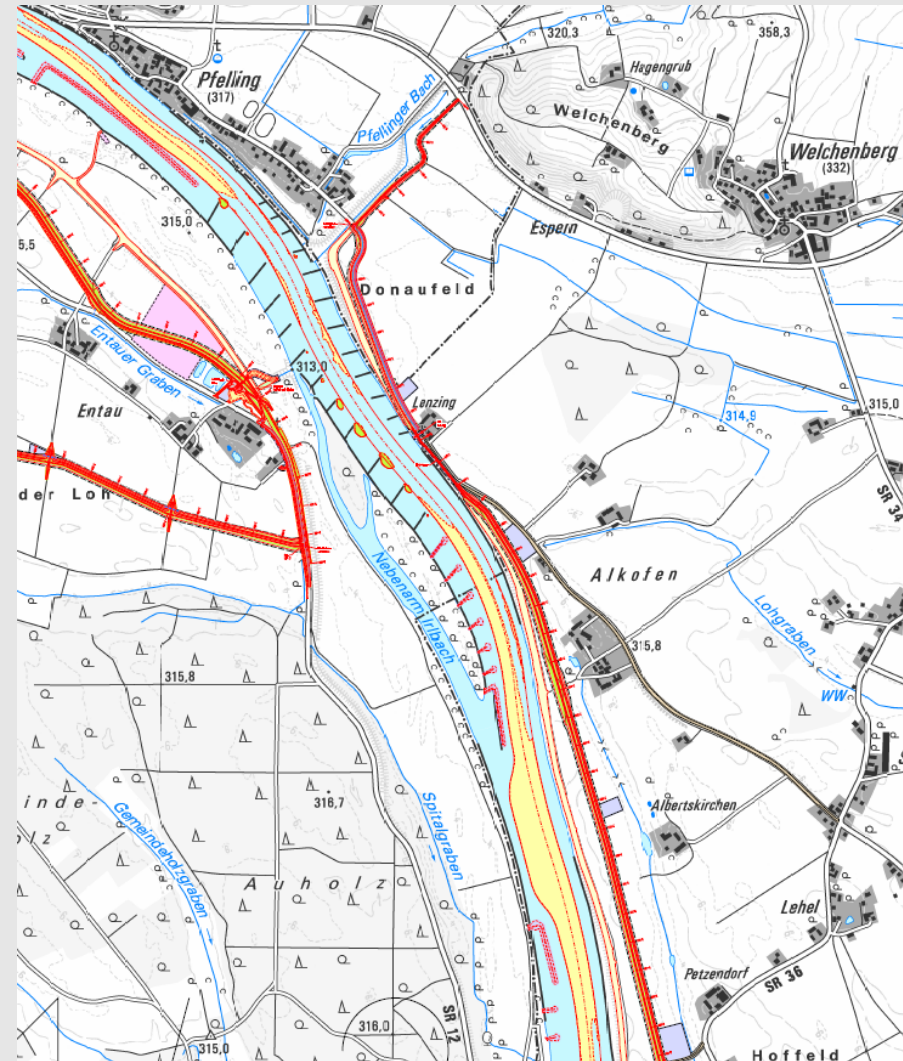 320,3
358,3
Hagengrub
Pfelling
(317)
Pfellinger Bach
Welchenberg
Welchenberg
(332)
315,0
Espern
5,5
Donaufeld
Entauer Graben
313,0
Lenzing
Entau
314,9
315,0
der Loh
SR 34
Nebenarm Irlbach
Alkofen
Lohgraben
315,8
315,8
WW
316,7
inde-
Gemeindeholzgraben
Spitalgraben
Albertskirchen
Auholz
Lehel
Petzendorf
SR 36
SR 12
316,0
315,0
Hoffeld